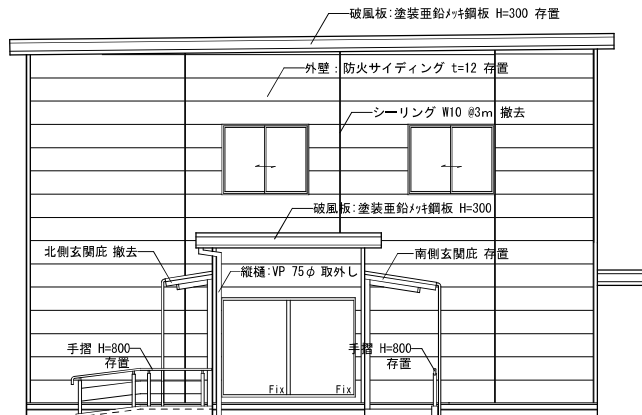 破風板:塗装亜鉛ﾒｯｷ鋼板 H=300 存置
外壁:防火サイディング t=12 存置
シーリング W10 @3m 撤去
破風板:塗装亜鉛ﾒｯｷ鋼板 H=300
北側玄関庇 撤去
南側玄関庇 存置
縦樋:VP 75φ 取外し
手摺 H=800
存置
手摺 H=800
存置
Fix
Fix